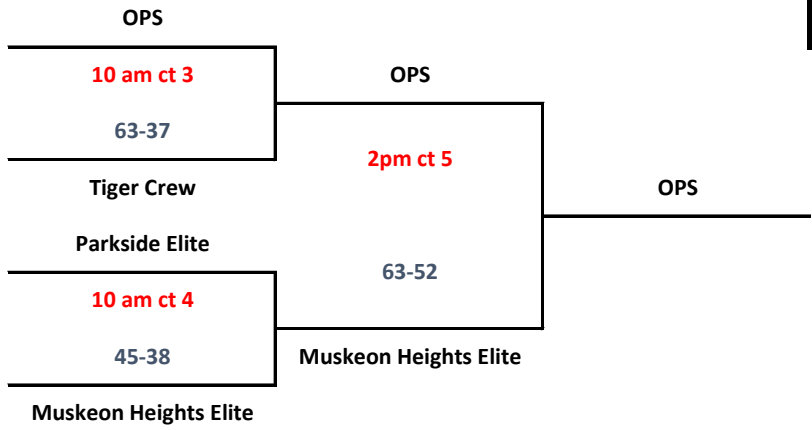 OPS
10 am ct 3
63-37
Tiger Crew
Parkside Elite
10 am ct 4
45-38
Muskeon Heights Elite
OPS
2pm ct 5
63-52
Muskeon Heights Elite
OPS